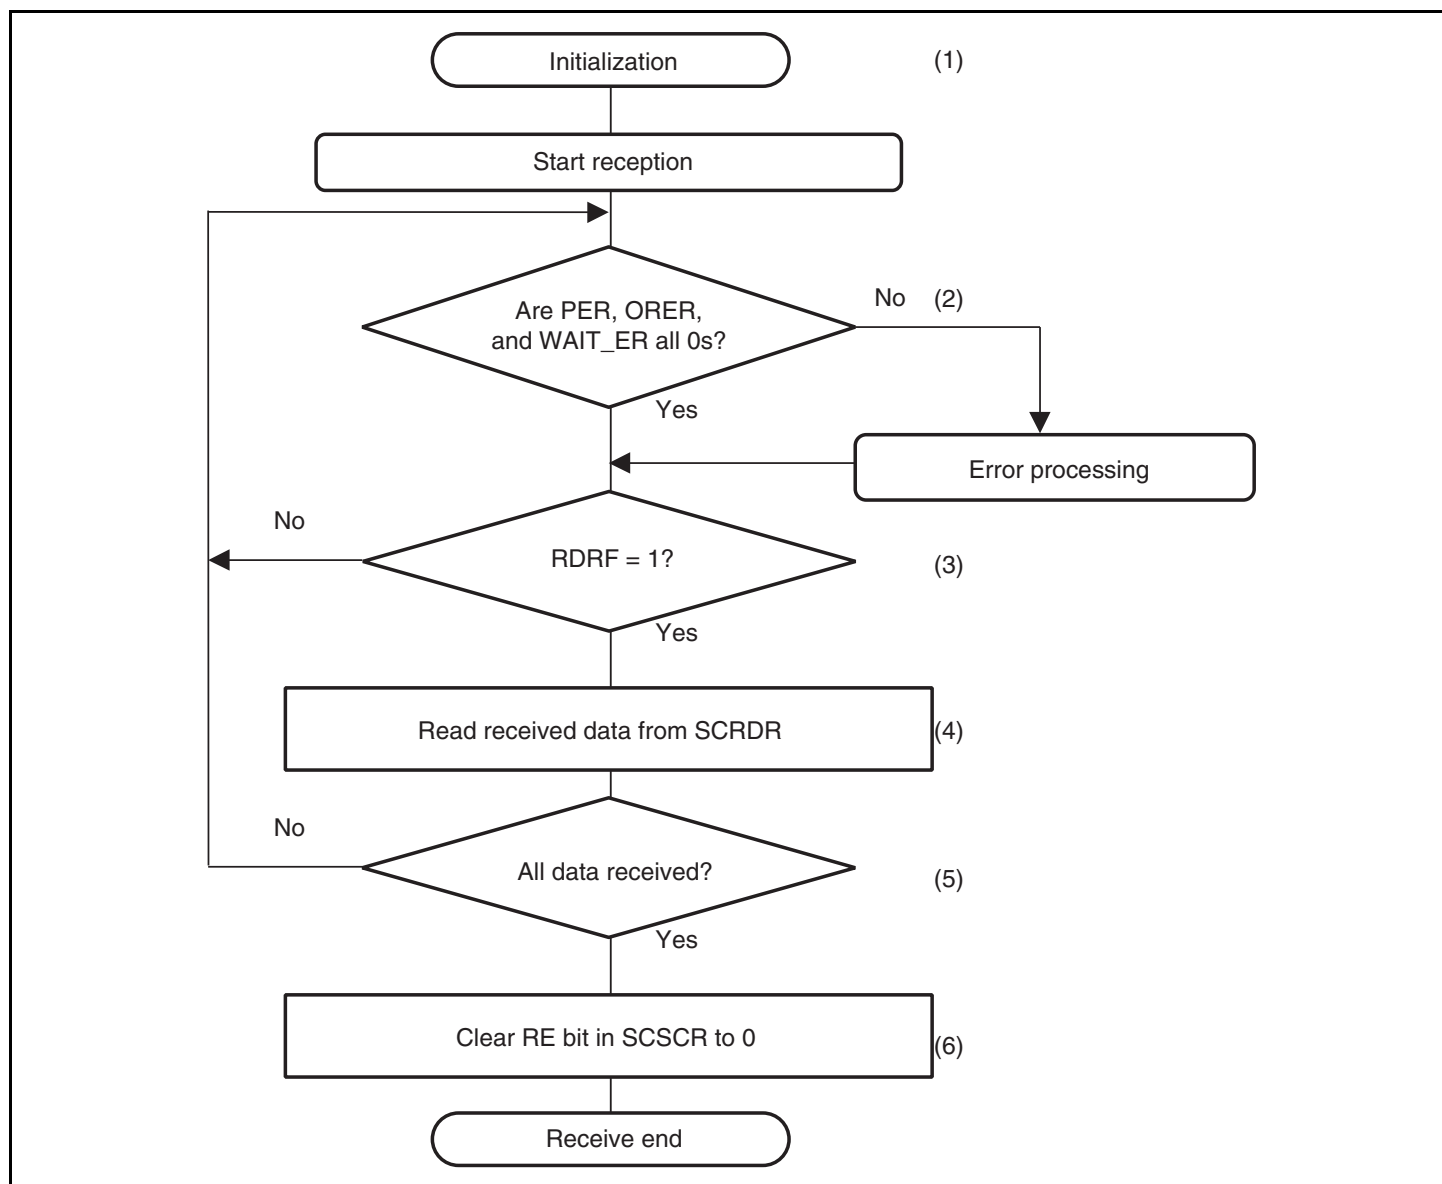 Initialization (1)
Start reception
Are PER, ORER,
and WAIT_ER all 0s?
No (2)
Yes
Error processing
No
RDRF = 1?
(3)
Yes
Read received data from SCRDR
(4)
No
All data received?
(5)
Yes
Clear RE bit in SCSCR to 0
(6)
Receive end